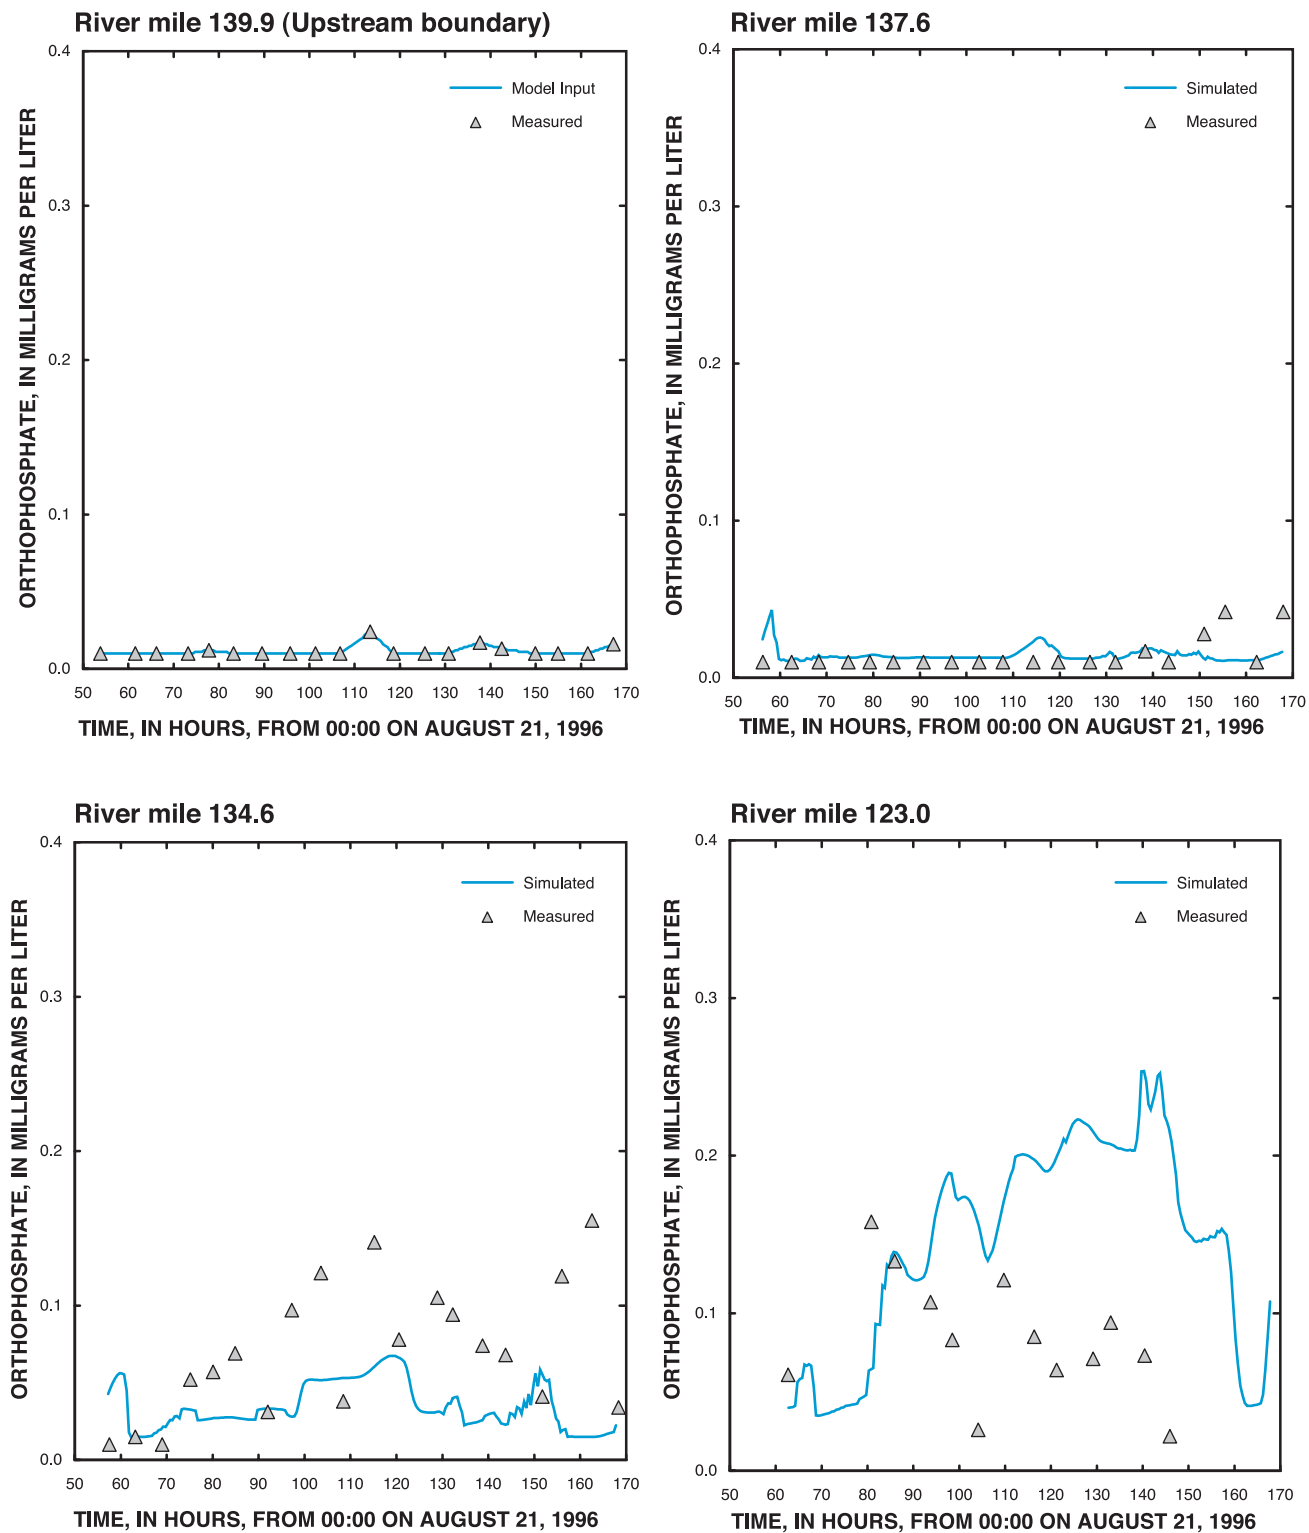 River mile 139.9 (Upstream boundary)
ORTHOPHOSPHATE, IN MILLIGRAMS PER LITER
0.4
0.3
0.2
0.1
0.0
Model Input
Measured
50 60 70 80 90 100 110 120 130 140 150 160 170
TIME, IN HOURS, FROM 00:00 ON AUGUST 21, 1996
River mile 137.6
ORTHOPHOSPHATE, IN MILLIGRAMS PER LITER
0.4
0.3
0.2
0.1
0.0
Simulated
Measured
50 60 70 80 90 100 110 120 130 140 150 160 170
TIME, IN HOURS, FROM 00:00 ON AUGUST 21, 1996
River mile 134.6
ORTHOPHOSPHATE, IN MILLIGRAMS PER LITER
0.4
0.3
0.2
0.1
0.0
Simulated
Measured
50 60 70 80 90 100 110 120 130 140 150 160 170
TIME, IN HOURS, FROM 00:00 ON AUGUST 21, 1996
River mile 123.0
ORTHOPHOSPHATE, IN MILLIGRAMS PER LITER
0.4
0.3
0.2
0.1
0.0
Simulated
Measured
50 60 70 80 90 100 110 120 130 140 150 160 170
TIME, IN HOURS, FROM 00:00 ON AUGUST 21, 1996